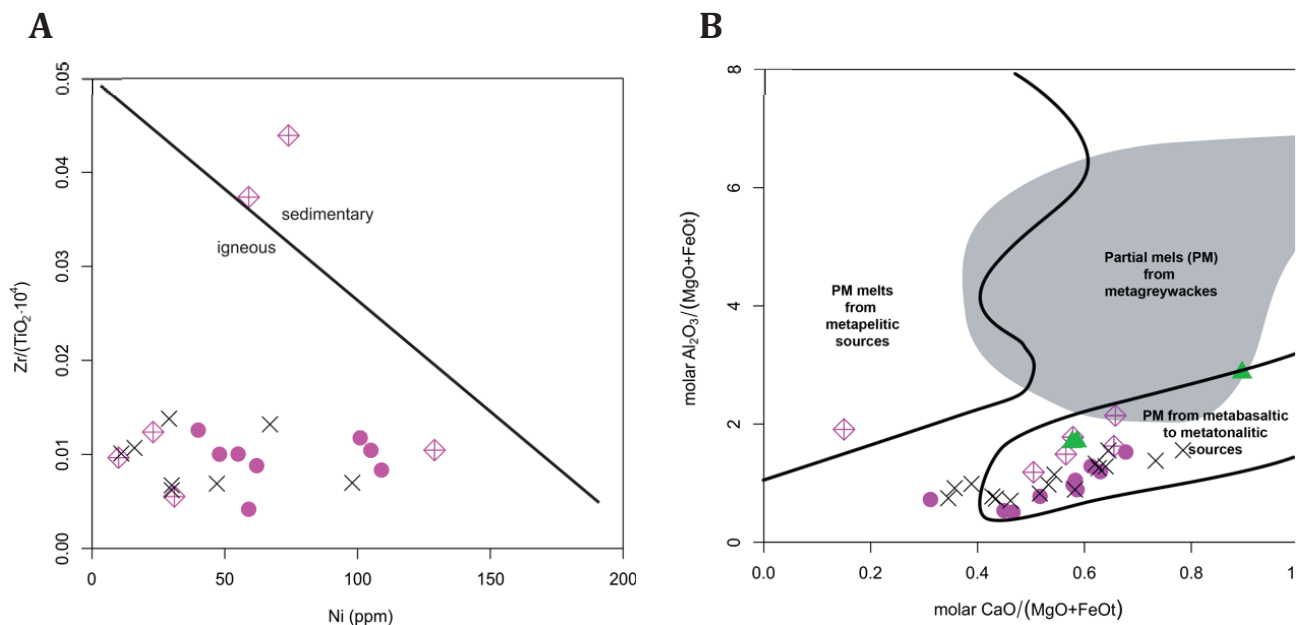 A
0.05
0.04
0.03
0.02
0.01
0.00
Zr/(TiO₂·10⁴)
sedimentary
igneous
0
50
100
150
200
Ni (ppm)
B
8
6
4
2
0
molar Al₂O₃/(MgO+FeOt)
PM melts
from
metapelitic
sources
Partial mels (PM)
from
metagreywackes
PM from metabasaltic
to metatonalitic
sources
0.0
0.2
0.4
0.6
0.8
1
molar CaO/(MgO+FeOt)